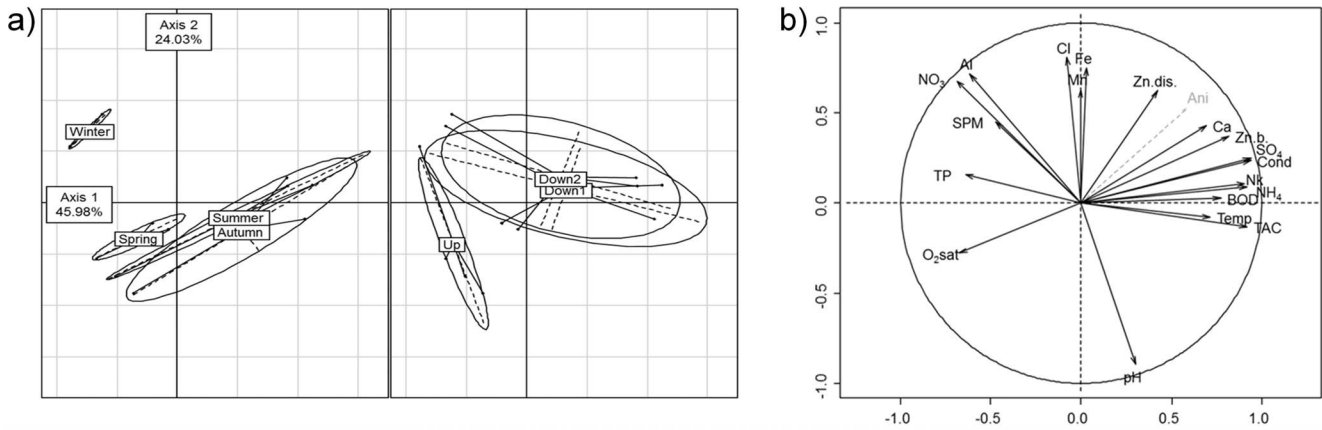 a)
Axis 2
24.03%
Winter
Axis 1
45.98%
Summer
Autumn
Spring
Down2
Down1
Up
b)
1.0
0.5
0.0
-0.5
-1.0
-1.0
-0.5
0.0
0.5
1.0
Cl
Fe
Al
Mn
NO3
Zn.dis.
Ani
SPM
Ca
Zn.b.
SO4
Cond
TP
Nk
NH4
BOD
Temp
TAC
O2sat
pH